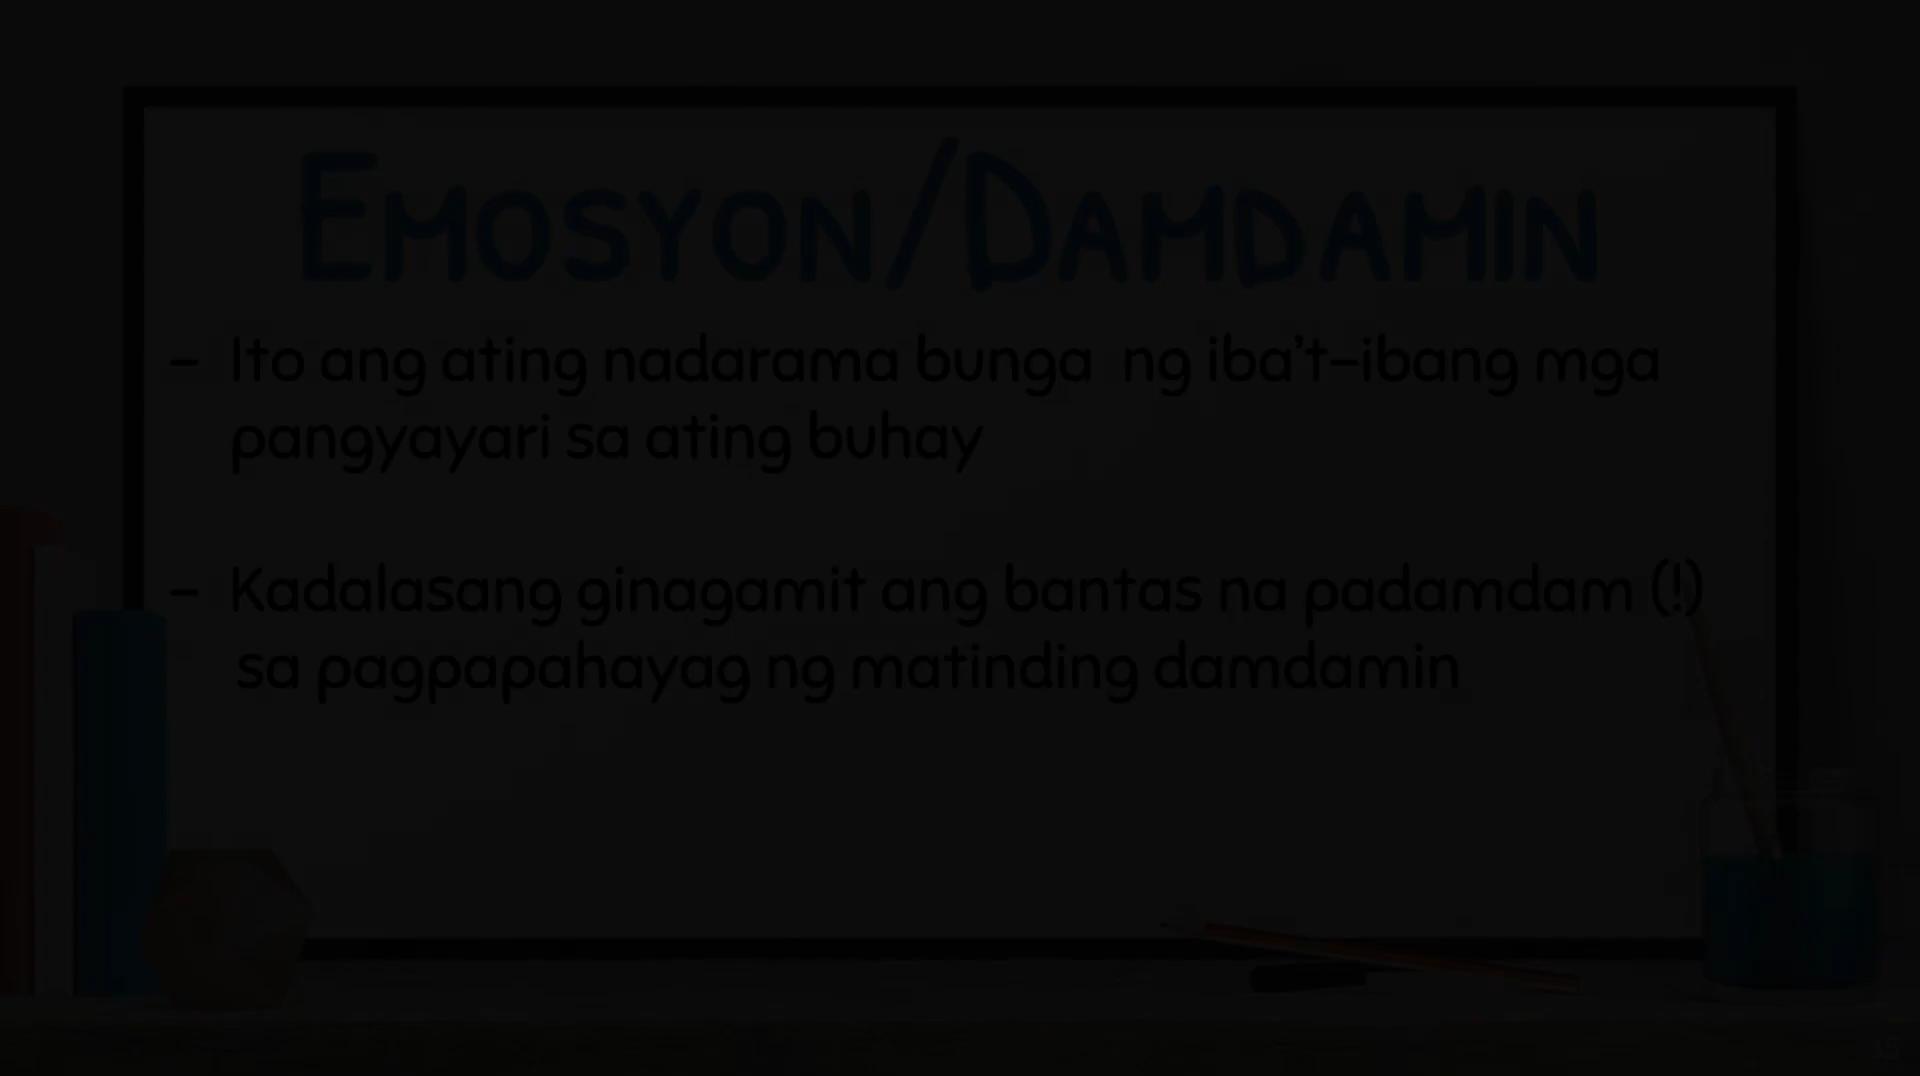 Emosyon/Damdamin
- Ito ang ating nadarama bunga  ng iba't-ibang mga
pangyayari sa ating buhay
- Kadalasang ginagamit ang bantas na padamdam (!)
sa pagpapahayag ng matinding damdamin
15